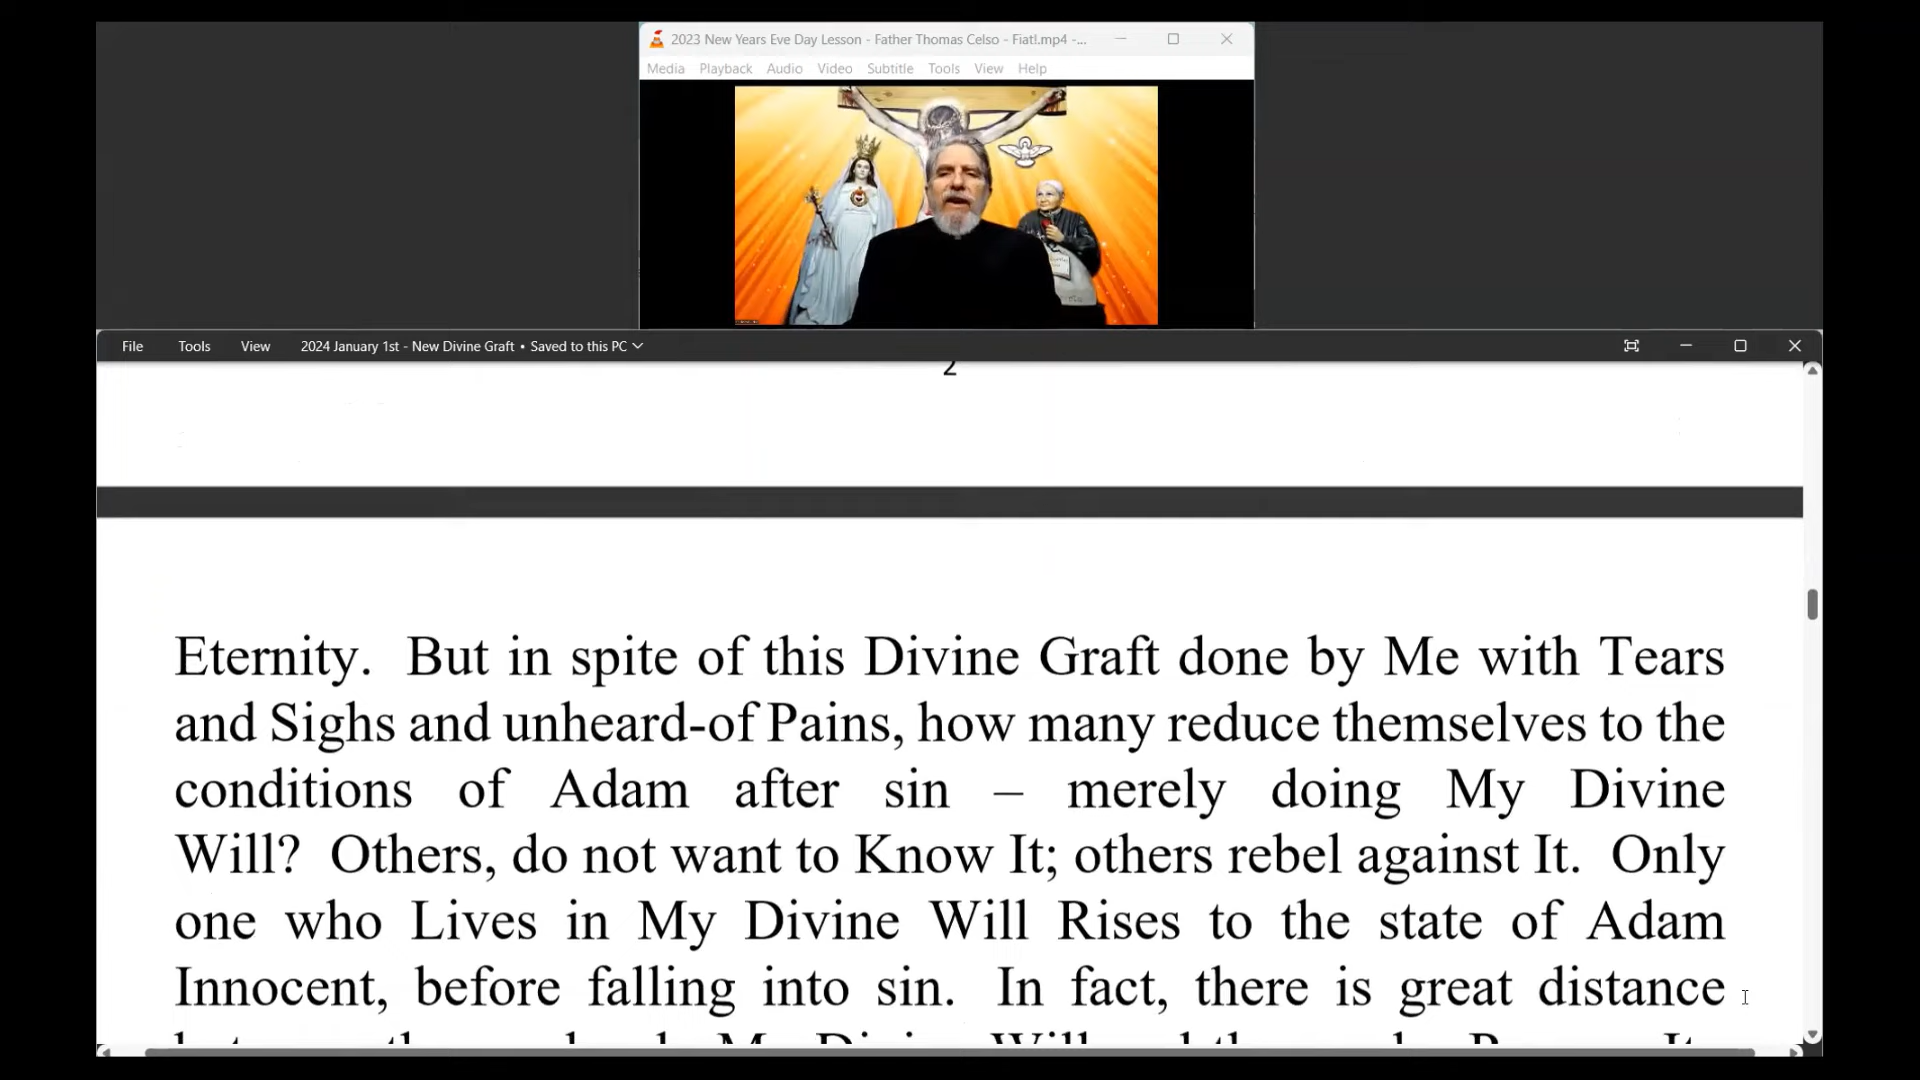 2023 New Years Eve Day Lesson - Father Thomas Celso - Fiat!.mp4 -...
Media Playback Audio Video Subtitle Tools View Help
File Tools View 2024 January 1st - New Divine Graft • Saved to this PC
2
Eternity. But in spite of this Divine Graft done by Me with Tears
and Sighs and unheard-of Pains, how many reduce themselves to the
conditions of Adam after sin – merely doing My Divine
Will? Others, do not want to Know It; others rebel against It. Only
one who Lives in My Divine Will Rises to the state of Adam
Innocent, before falling into sin. In fact, there is great distance